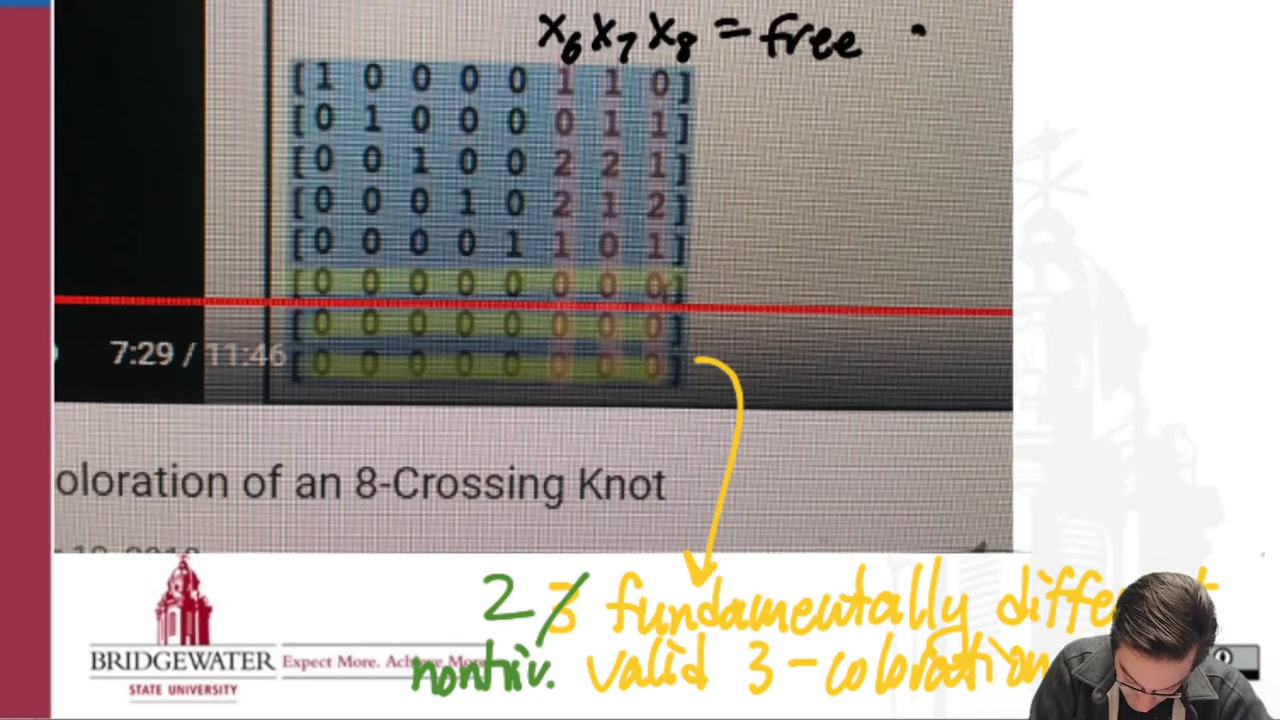 x₆ x₇ x₈ = free
[1 0 0 0 0 1 1 0]
[0 1 0 0 0 0 1 1]
[0 0 1 0 0 2 2 1]
[0 0 0 1 0 2 1 2]
[0 0 0 0 1 1 0 1]
[0 0 0 0 0 0 0 0]
[0 0 0 0 0 0 0 0]
[0 0 0 0 0 0 0 0]
7:29 / 11:46
oloration of an 8-Crossing Knot
2 3 fundamentally
nontriv. valid 3-coloration
BRIDGEWATER
STATE UNIVERSITY
Expect More.